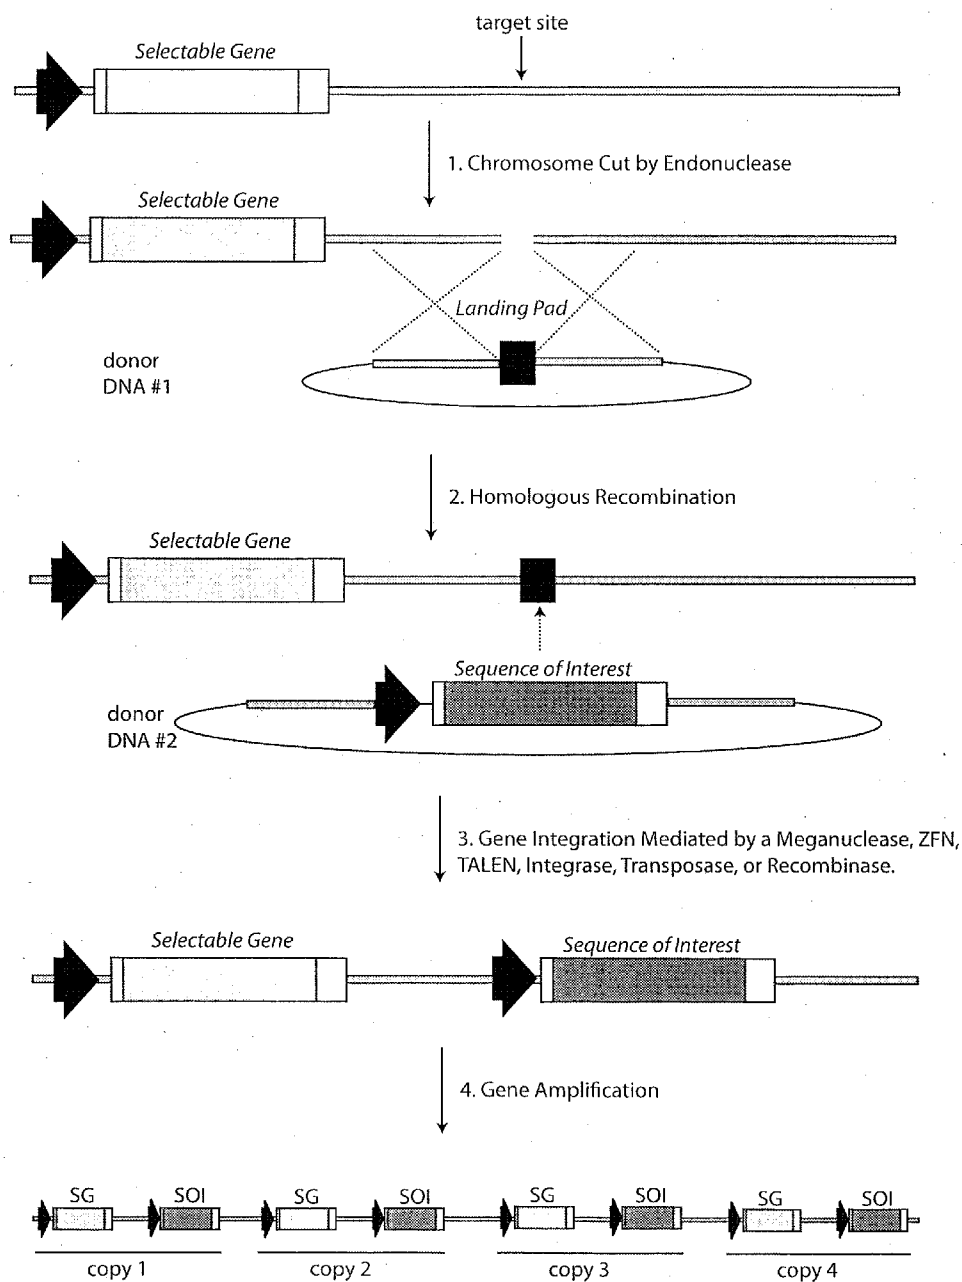 target site
Selectable Gene
1. Chromosome Cut by Endonuclease
Selectable Gene
Landing Pad
donor
DNA #1
2. Homologous Recombination
Selectable Gene
Sequence of Interest
donor
DNA #2
3. Gene Integration Mediated by a Meganuclease, ZFN,
TALEN, Integrase, Transposase, or Recombinase.
Selectable Gene
Sequence of Interest
4. Gene Amplification
SG SOI SG SOI SG SOI SG SOI
copy 1 copy 2 copy 3 copy 4